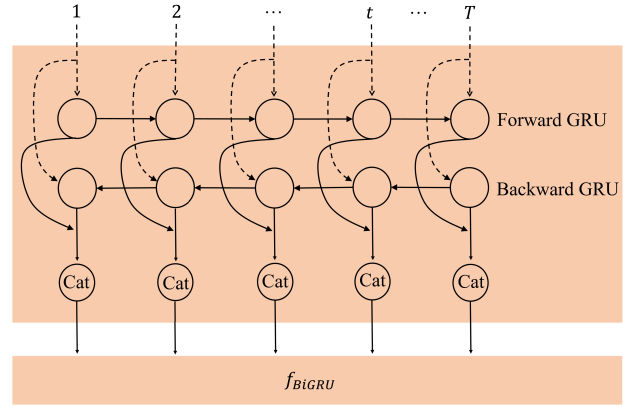 1 2 ⋯ t ⋯ T
Forward GRU
Backward GRU
Cat Cat Cat Cat Cat
f_BiGRU